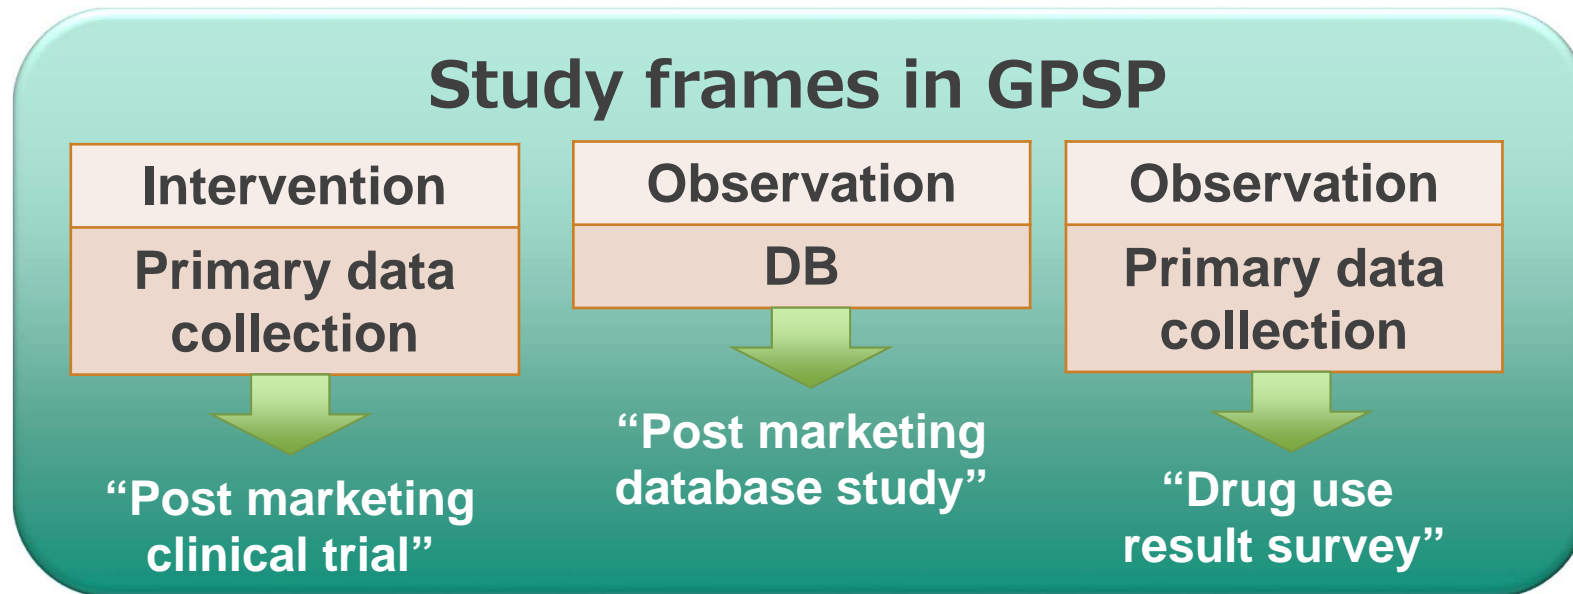 Study frames in GPSP
Intervention
Primary data
collection
“Post marketing
clinical trial”
Observation
DB
“Post marketing
database study”
Observation
Primary data
collection
“Drug use
result survey”